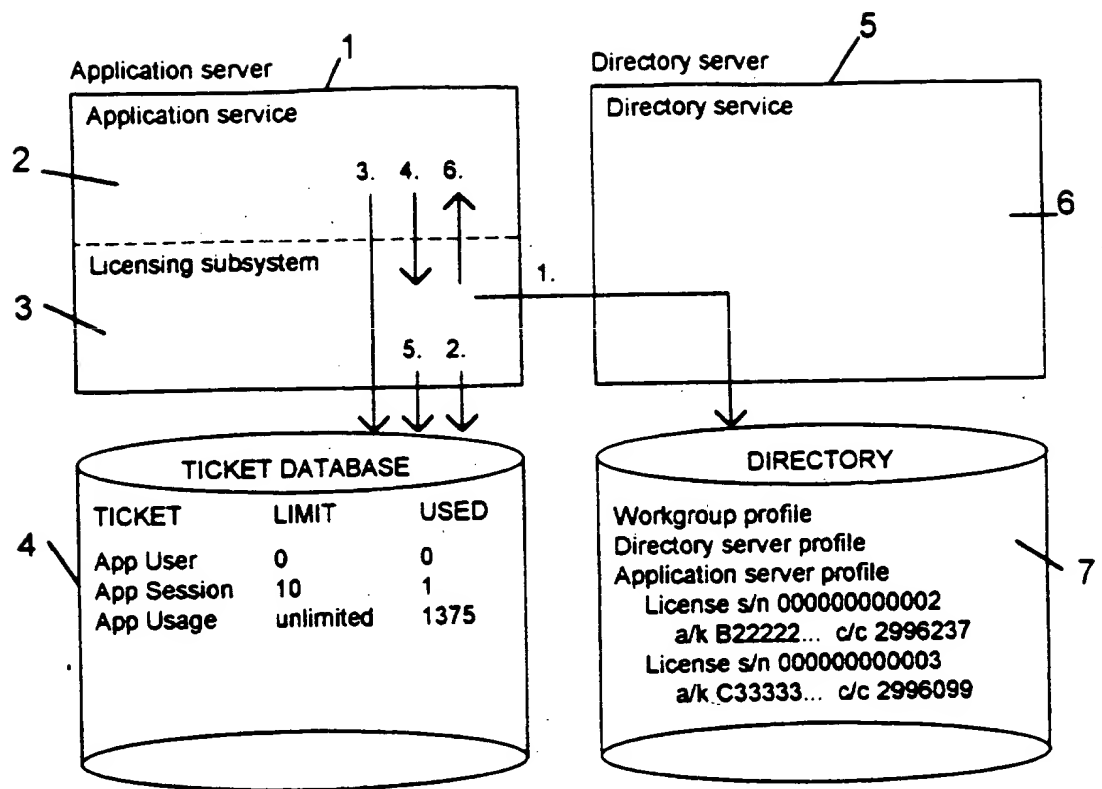 1
5
Application server
Directory server
Application service
Directory service
2
3. 4. 6.
6
Licensing subsystem
1.
3
5. 2.
TICKET DATABASE
DIRECTORY
TICKET LIMIT USED
App User 0 0
App Session 10 1
App Usage unlimited 1375
4
Workgroup profile
Directory server profile
Application server profile
License s/n 000000000002
a/k B22222... c/c 2996237
License s/n 000000000003
a/k C33333... c/c 2996099
7